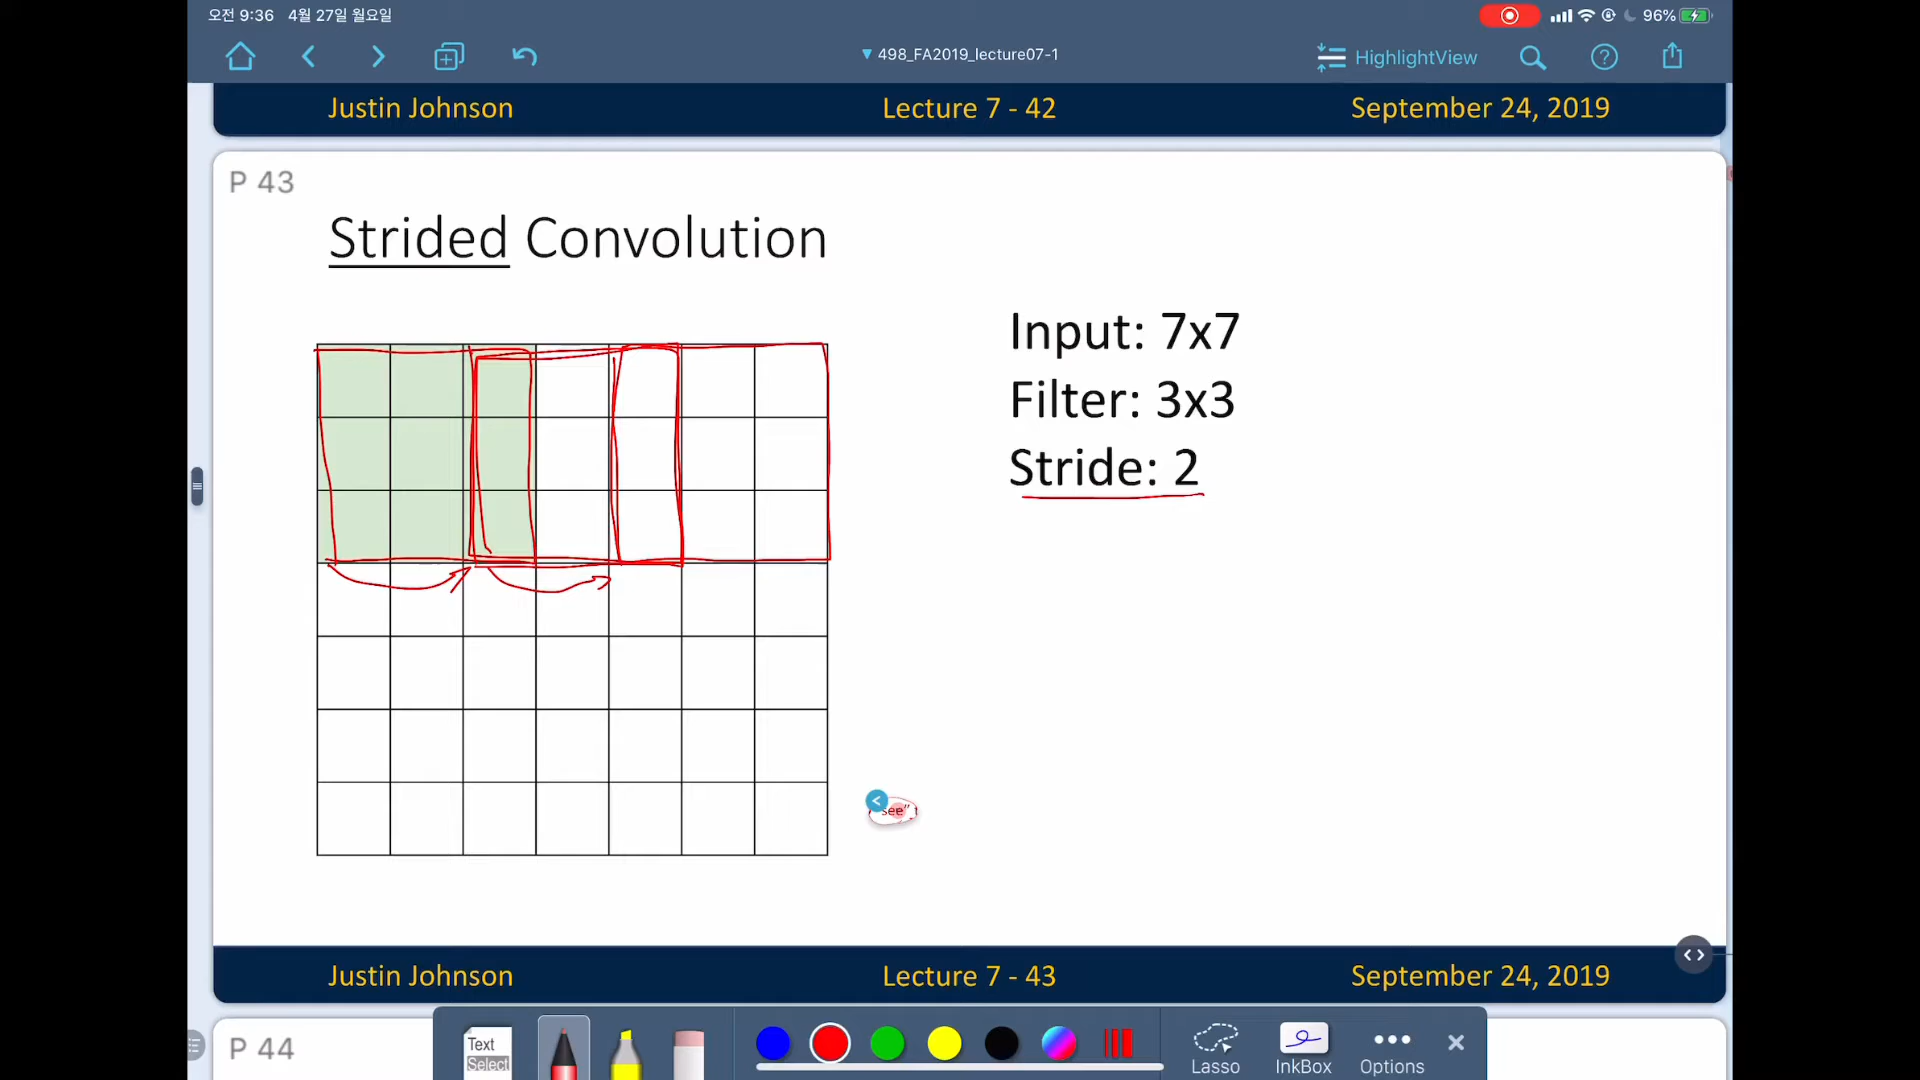 오전 9:36 4월 27일 월요일
96%
▼ 498_FA2019_lecture07-1
HighlightView
Justin Johnson
Lecture 7 - 42
September 24, 2019
P 43
Strided Convolution
Input: 7x7
Filter: 3x3
Stride: 2
see"
Justin Johnson
Lecture 7 - 43
September 24, 2019
P 44
Text
Select
Lasso
InkBox
Options